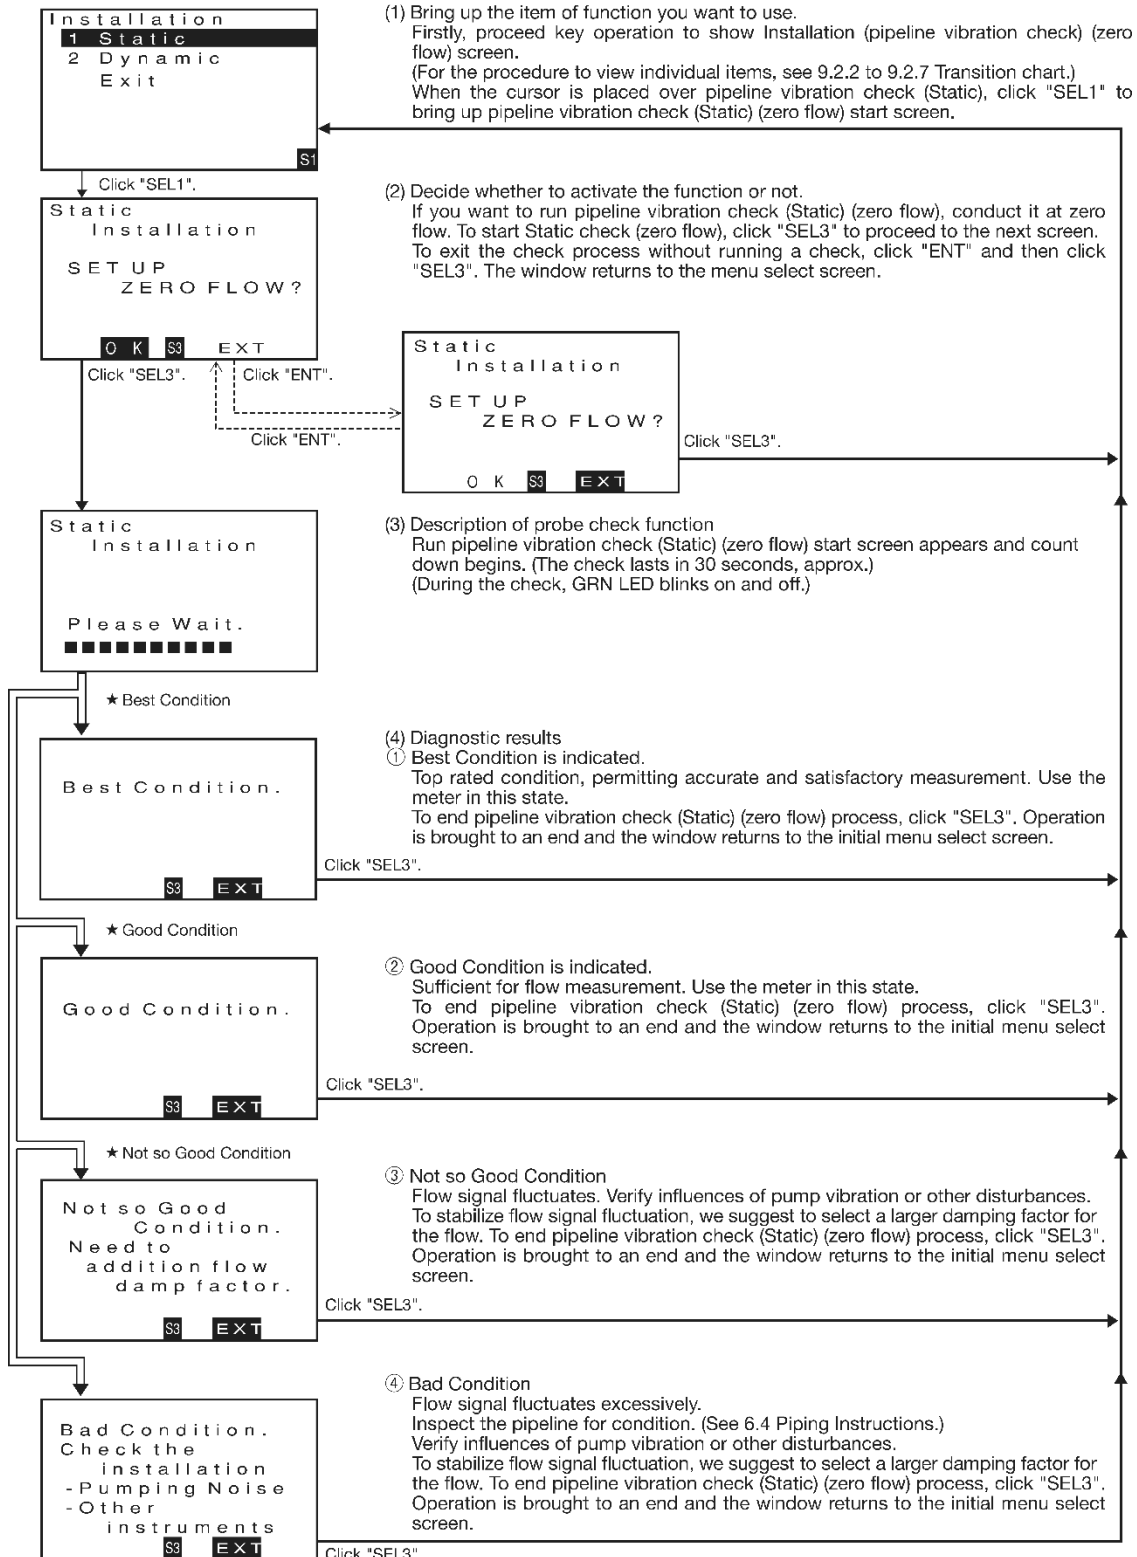 Installation
1 Static
2 Dynamic
Exit
S1
(1) Bring up the item of function you want to use.
Firstly, proceed key operation to show Installation (pipeline vibration check) (zero
flow) screen.
(For the procedure to view individual items, see 9.2.2 to 9.2.7 Transition chart.)
When the cursor is placed over pipeline vibration check (Static), click "SEL1" to
bring up pipeline vibration check (Static) (zero flow) start screen.
Click "SEL1".
Static
Installation
SET UP
ZERO FLOW?
OK S3 EXT
(2) Decide whether to activate the function or not.
If you want to run pipeline vibration check (Static) (zero flow), conduct it at zero
flow. To start Static check (zero flow), click "SEL3" to proceed to the next screen.
To exit the check process without running a check, click "ENT" and then click
"SEL3". The window returns to the menu select screen.
Click "SEL3".
Click "ENT".
Click "ENT".
Static
Installation
SET UP
ZERO FLOW?
OK S3 EXT
Click "SEL3".
Static
Installation
Please Wait.
(3) Description of probe check function
Run pipeline vibration check (Static) (zero flow) start screen appears and count
down begins. (The check lasts in 30 seconds, approx.)
(During the check, GRN LED blinks on and off.)
★ Best Condition
Best Condition.
S3 EXT
(4) Diagnostic results
① Best Condition is indicated.
Top rated condition, permitting accurate and satisfactory measurement. Use the
meter in this state.
To end pipeline vibration check (Static) (zero flow) process, click "SEL3". Operation
is brought to an end and the window returns to the initial menu select screen.
Click "SEL3".
★ Good Condition
Good Condition.
S3 EXT
② Good Condition is indicated.
Sufficient for flow measurement. Use the meter in this state.
To end pipeline vibration check (Static) (zero flow) process, click "SEL3".
Operation is brought to an end and the window returns to the initial menu select
screen.
Click "SEL3".
★ Not so Good Condition
Not so Good
Condition.
Need to
addition flow
damp factor.
S3 EXT
③ Not so Good Condition
Flow signal fluctuates. Verify influences of pump vibration or other disturbances.
To stabilize flow signal fluctuation, we suggest to select a larger damping factor for
the flow. To end pipeline vibration check (Static) (zero flow) process, click "SEL3".
Operation is brought to an end and the window returns to the initial menu select
screen.
Click "SEL3".
Bad Condition.
Check the
installation
-Pumping Noise
-Other
instruments
S3 EXT
④ Bad Condition
Flow signal fluctuates excessively.
Inspect the pipeline for condition. (See 6.4 Piping Instructions.)
Verify influences of pump vibration or other disturbances.
To stabilize flow signal fluctuation, we suggest to select a larger damping factor for
the flow. To end pipeline vibration check (Static) (zero flow) process, click "SEL3".
Operation is brought to an end and the window returns to the initial menu select
screen.
Click "SEL3"